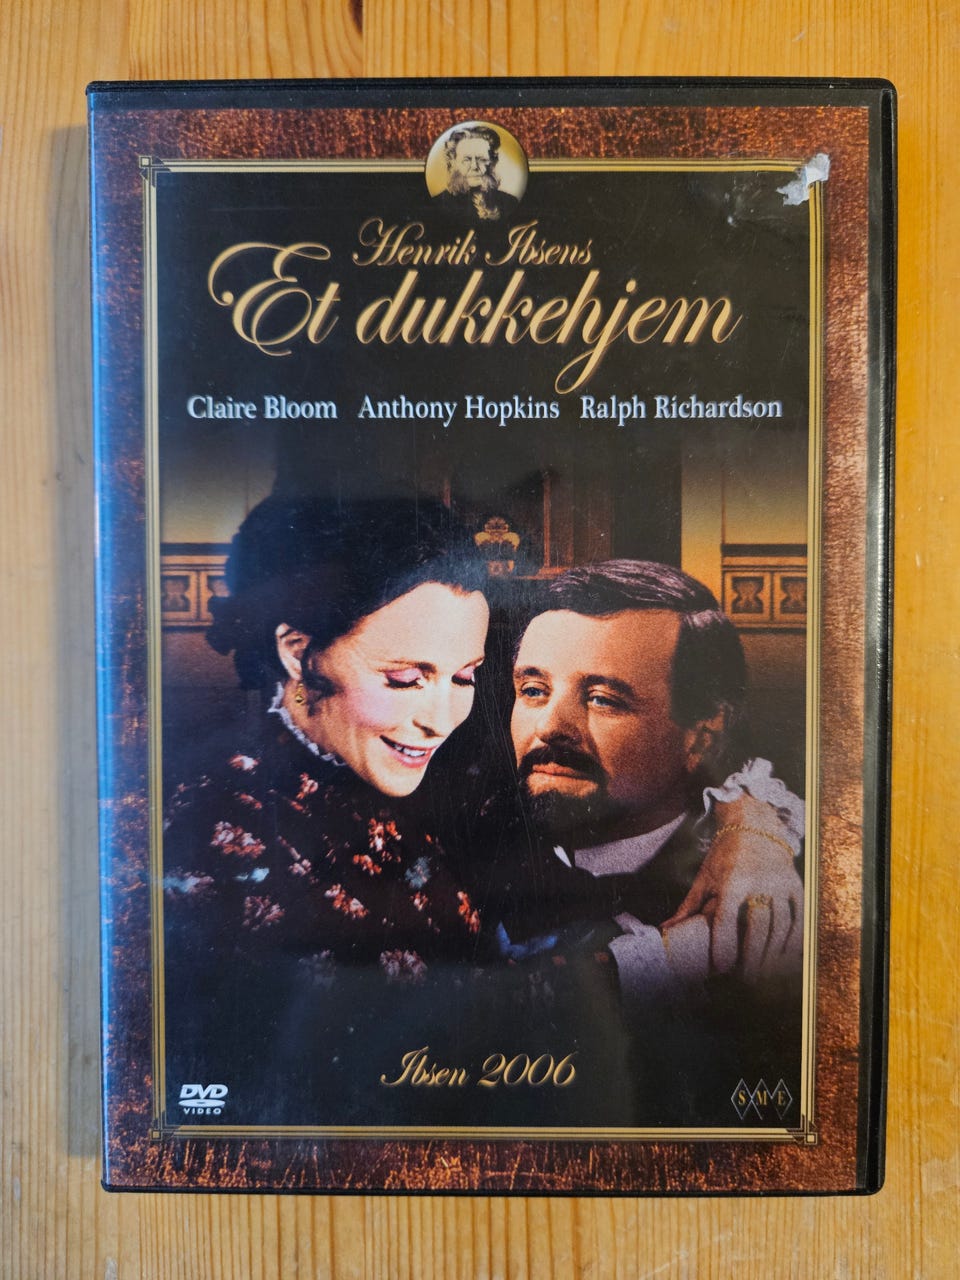 Henrik Ibsens
Et dukkehjem
Claire Bloom Anthony Hopkins Ralph Richardson
Ibsen 2006
DVD
VIDEO
SME